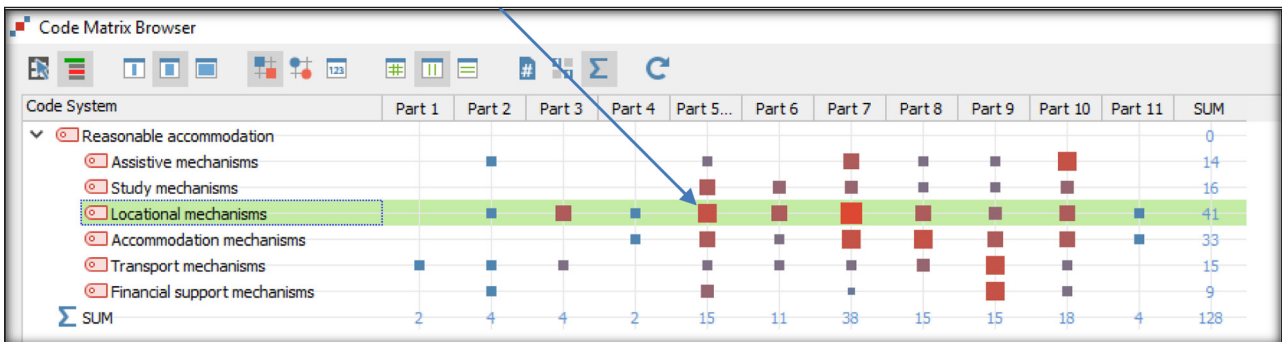 Code Matrix Browser
123 # Σ
Code System Part 1 Part 2 Part 3 Part 4 Part 5... Part 6 Part 7 Part 8 Part 9 Part 10 Part 11 SUM
Reasonable accommodation 0
Assistive mechanisms 14
Study mechanisms 16
Locational mechanisms 41
Accommodation mechanisms 33
Transport mechanisms 15
Financial support mechanisms 9
Σ SUM 2 4 4 2 15 11 38 15 15 18 4 128